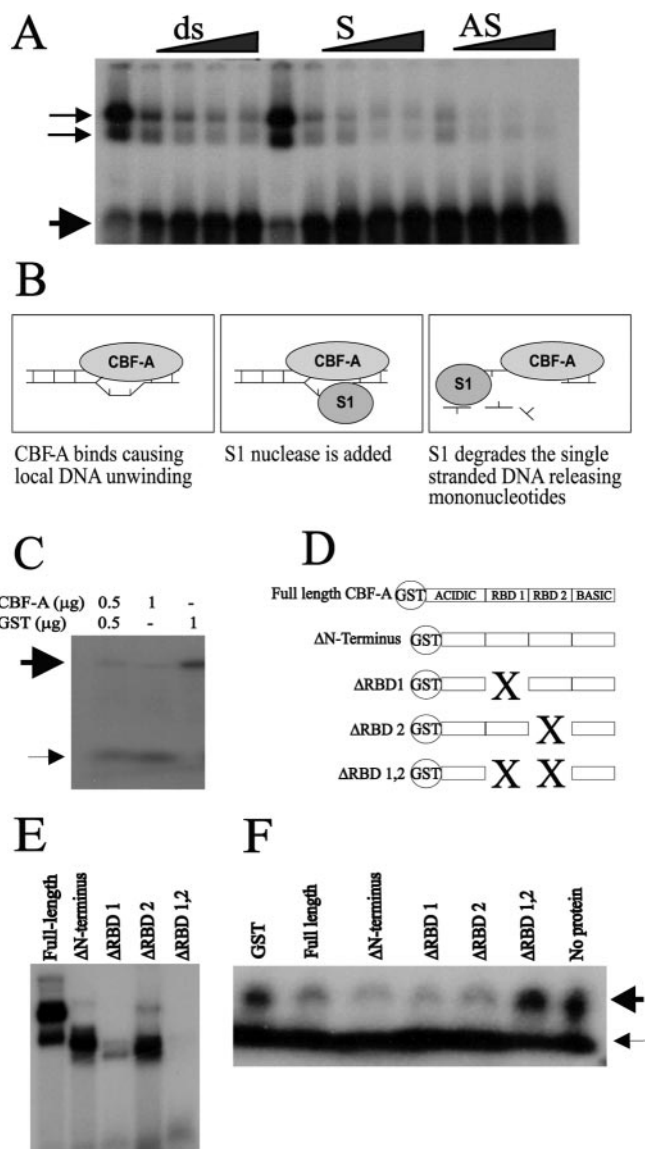 A
ds S AS
B
CBF-A CBF-A S1 S1 CBF-A
CBF-A binds causing
local DNA unwinding
S1 nuclease is added
S1 degrades the single
stranded DNA releasing
mononucleotides
C
CBF-A (μg) 0.5 1 -
GST (μg) 0.5 - 1
D
Full length CBF-A GST ACIDIC RBD 1 RBD 2 BASIC
ΔN-Terminus GST
ΔRBD1 GST X
ΔRBD 2 GST X
ΔRBD 1,2 GST X X
E
Full-length
ΔN-terminus
ΔRBD 1
ΔRBD 2
ΔRBD 1,2
F
GST
Full length
ΔN-terminus
ΔRBD 1
ΔRBD 2
ΔRBD 1,2
No protein